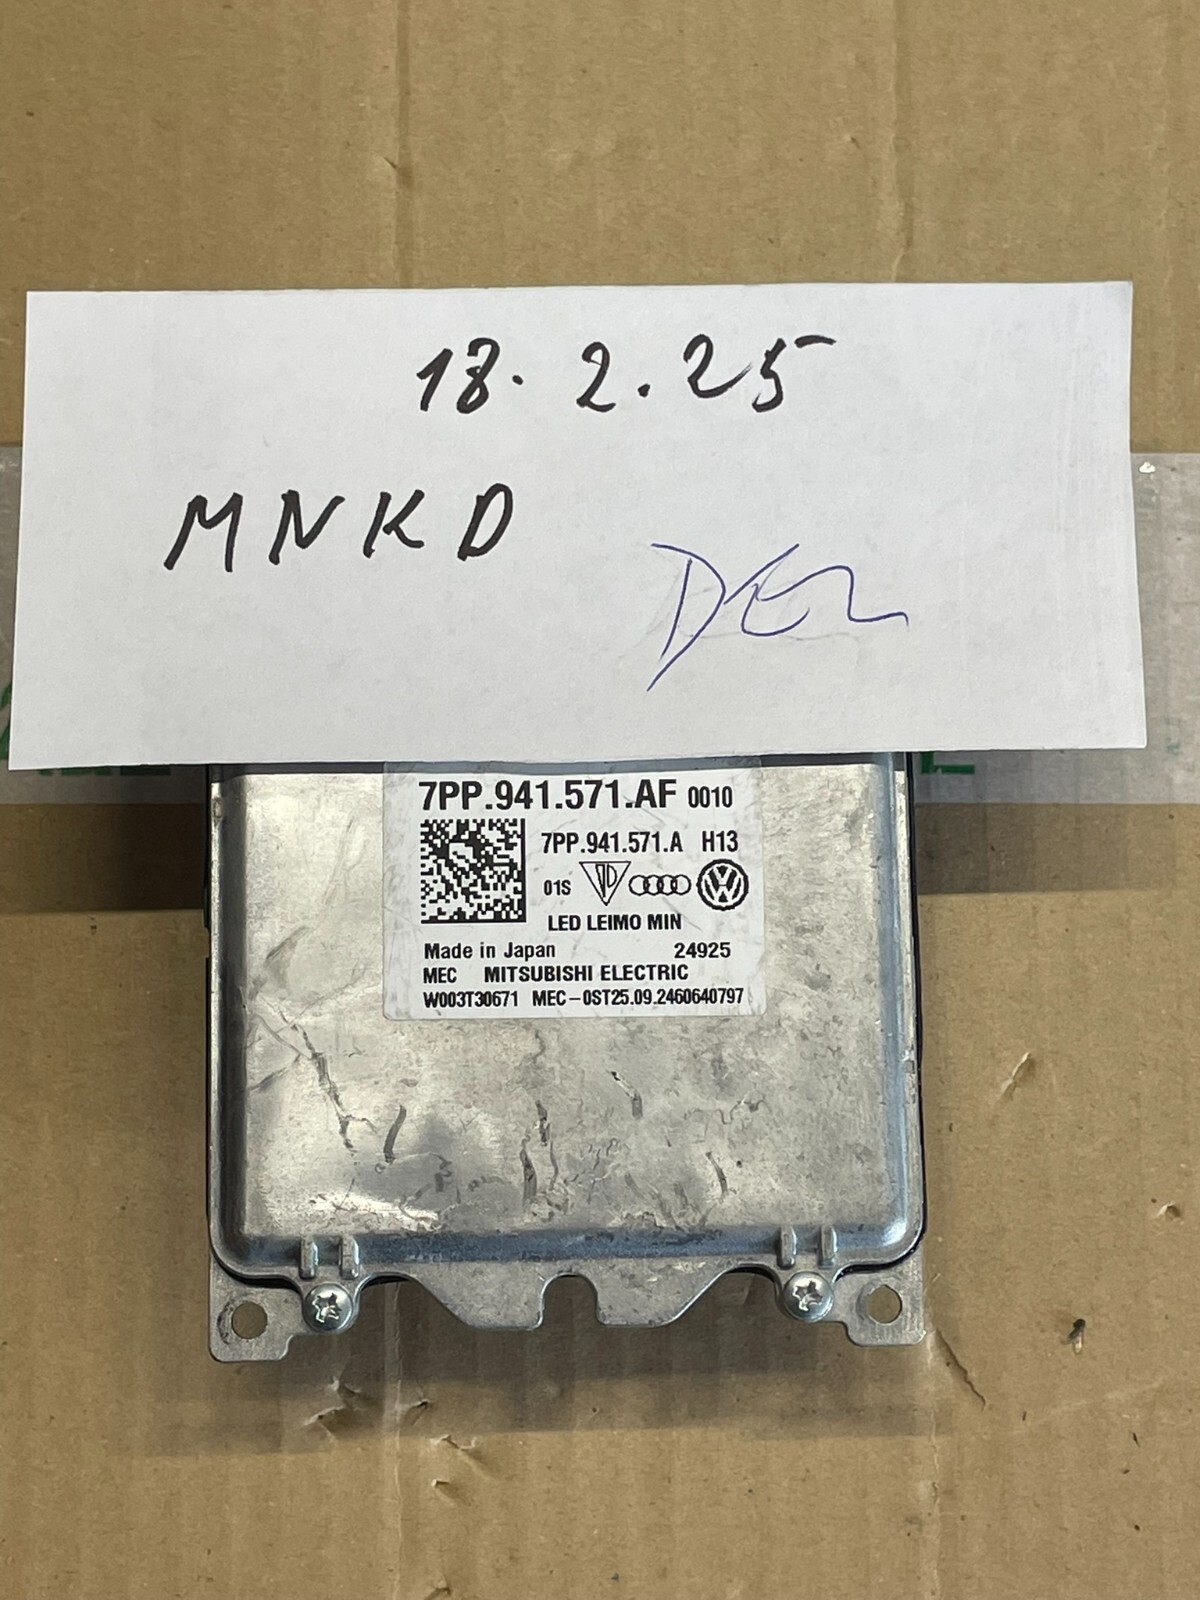 18. 2. 25
MNKD
7PP.941.571.AF 0010
7PP.941.571.A H13
01S
LED LEIMO MIN
Made in Japan 24925
MEC MITSUBISHI ELECTRIC
W003T30671 MEC-0ST25.09.2460640797